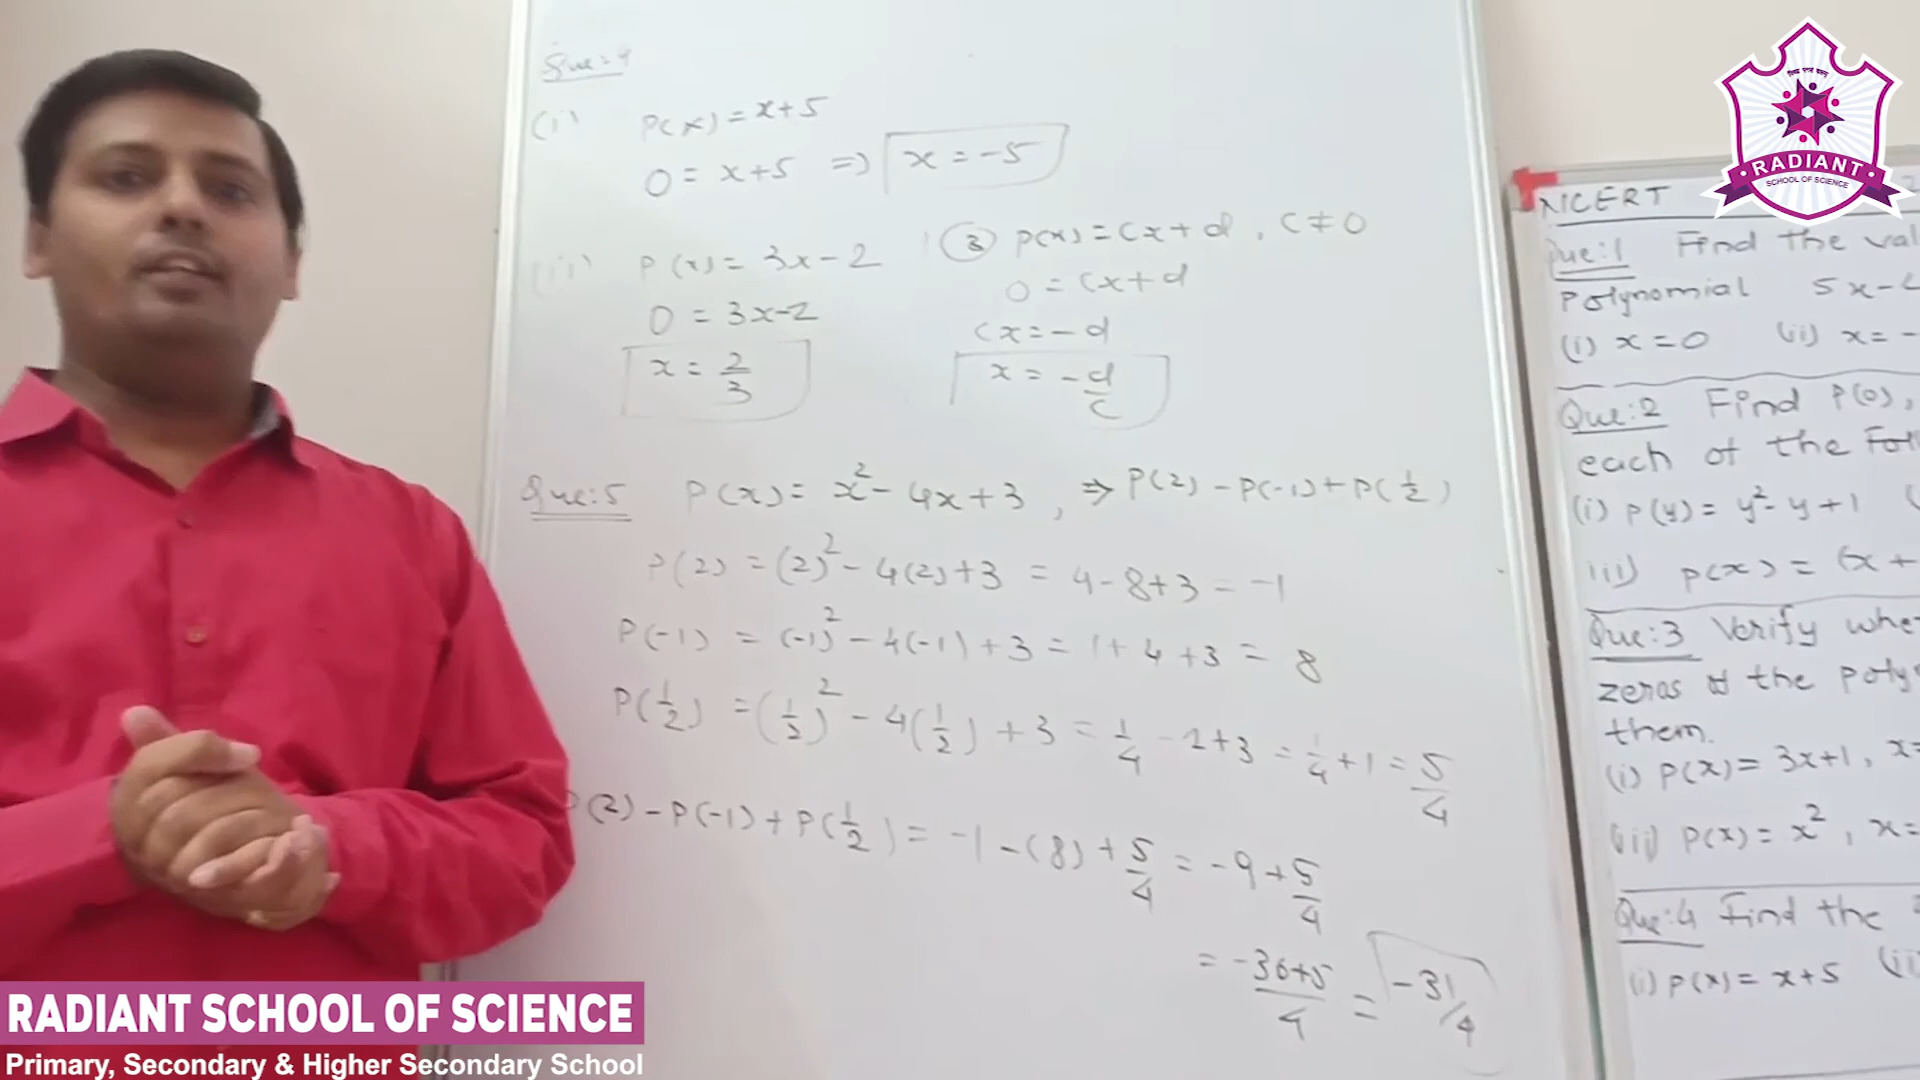 Que:4
(i) P(x) = x+5
0 = x+5 ⇒ x = -5
(ii) P(x) = 3x-2
0 = 3x-2
x = 2/3
③ P(x) = cx+d, c≠0
0 = cx+d
cx = -d
x = -d/c
Que:5 P(x) = x²-4x+3, ⇒ P(2) - P(-1) + P(1/2)
P(2) = (2)² - 4(2)+3 = 4-8+3 = -1
P(-1) = (-1)² - 4(-1)+3 = 1+4+3 = 8
P(1/2) = (1/2)² - 4(1/2) + 3 = 1/4 - 2+3 = 1/4 + 1 = 5/4
P(2) - P(-1) + P(1/2) = -1 - (8) + 5/4 = -9 + 5/4
= -36+5/4 = -31/4
NCERT
Que:1 Find the
Polynomial 5x-
(i) x=0 (ii) x = -
Que:2 Find P(0),
each of the
(i) P(y) = y²-y+1
iii) P(x) = (x+
Que:3 Verify
zeros of the
them.
(i) P(x) = 3x+1, x=
(iii) P(x) = x², x=
Que:4 Find the
(i) P(x) = x+5 (ii
RADIANT
SCHOOL OF SCIENCE
RADIANT SCHOOL OF SCIENCE
Primary, Secondary & Higher Secondary School